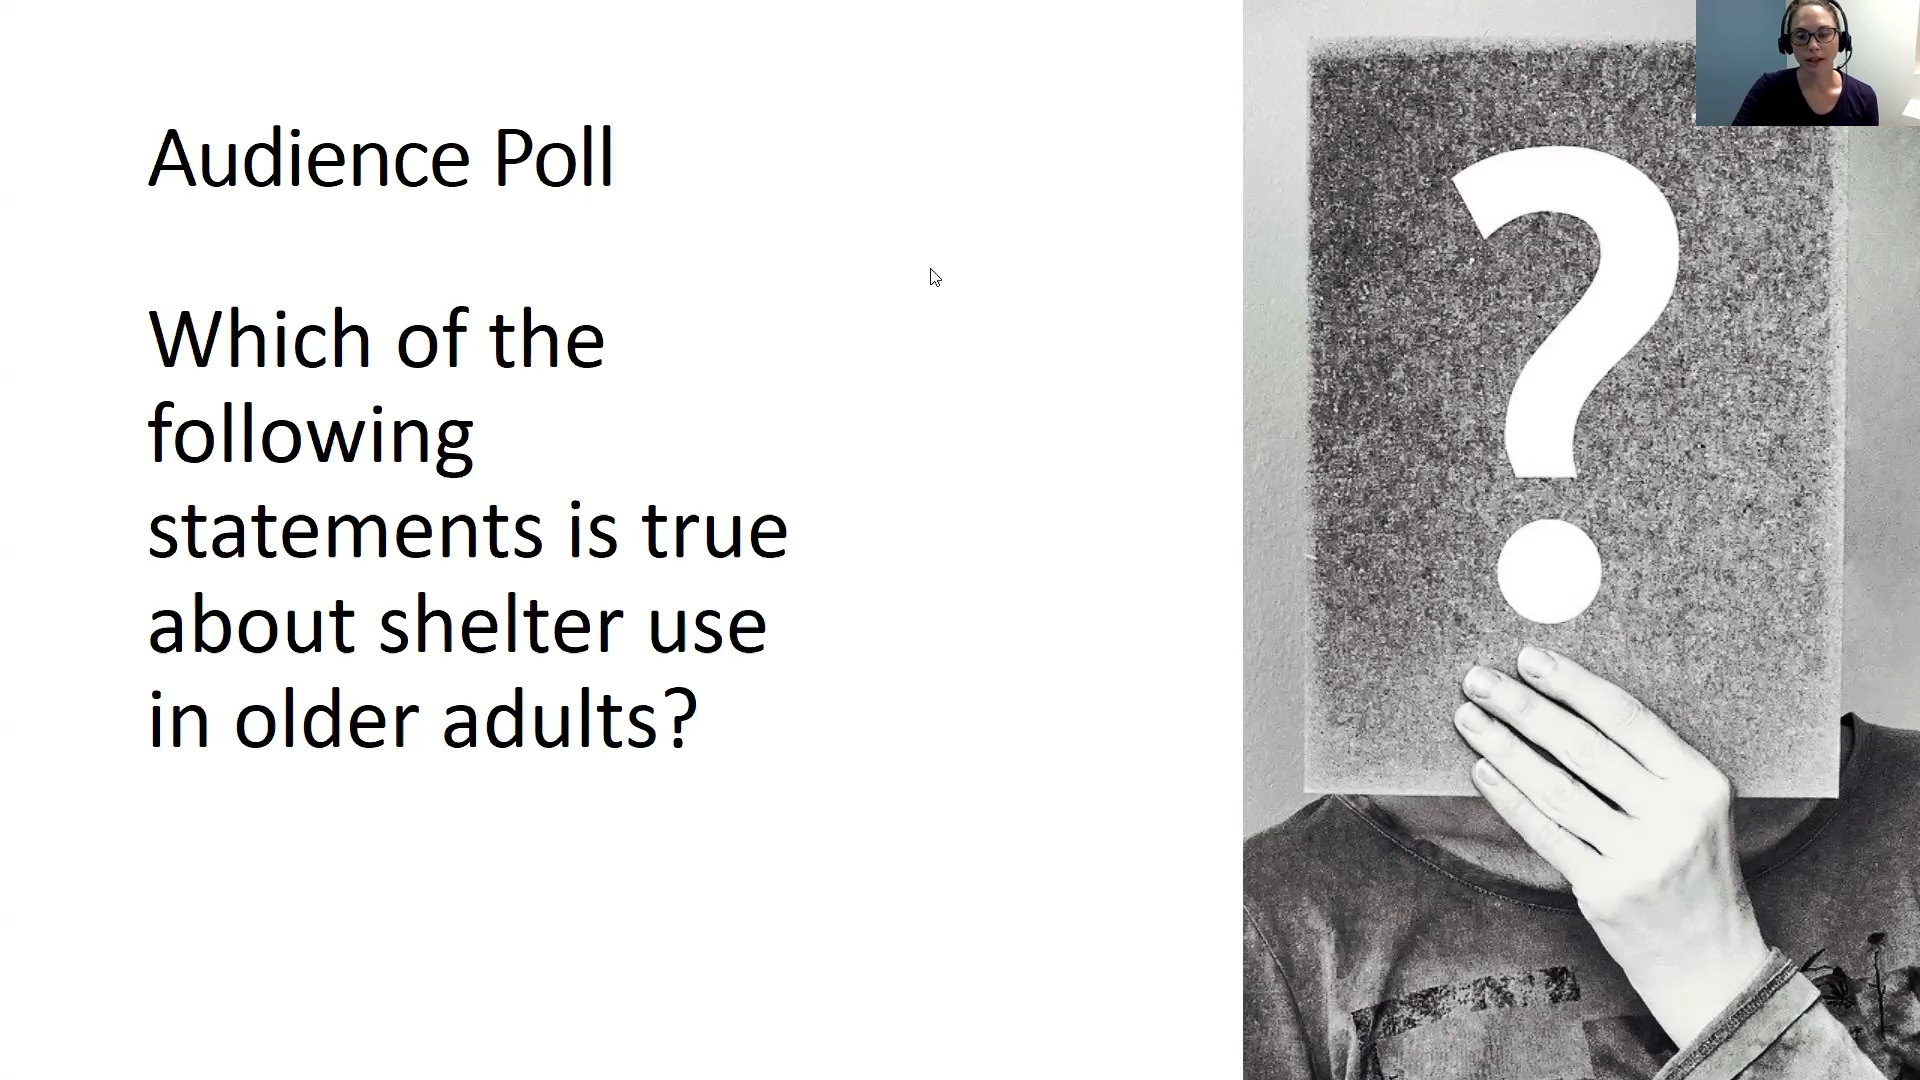 Audience Poll
Which of the
following
statements is true
about shelter use
in older adults?
?